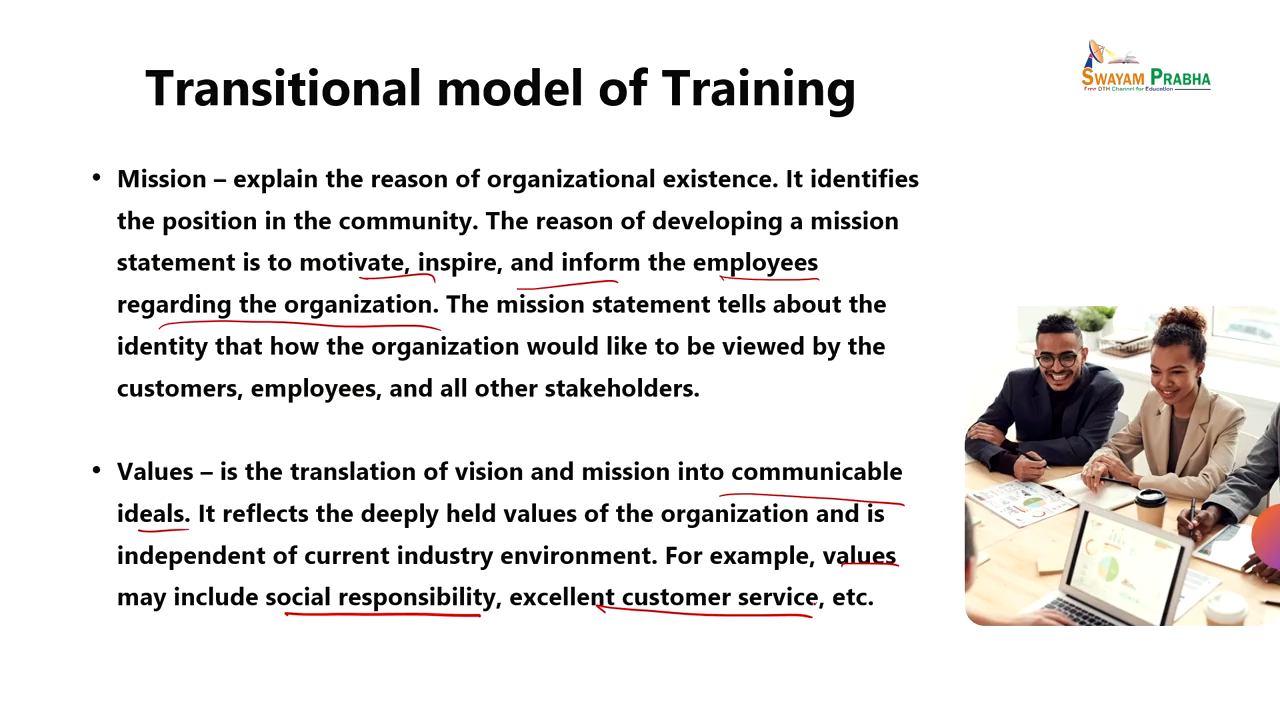 Transitional model of Training
SWAYAM PRABHA
Free DTH Channel for Education
• Mission – explain the reason of organizational existence. It identifies
the position in the community. The reason of developing a mission
statement is to motivate, inspire, and inform the employees
regarding the organization. The mission statement tells about the
identity that how the organization would like to be viewed by the
customers, employees, and all other stakeholders.
• Values – is the translation of vision and mission into communicable
ideals. It reflects the deeply held values of the organization and is
independent of current industry environment. For example, values
may include social responsibility, excellent customer service, etc.